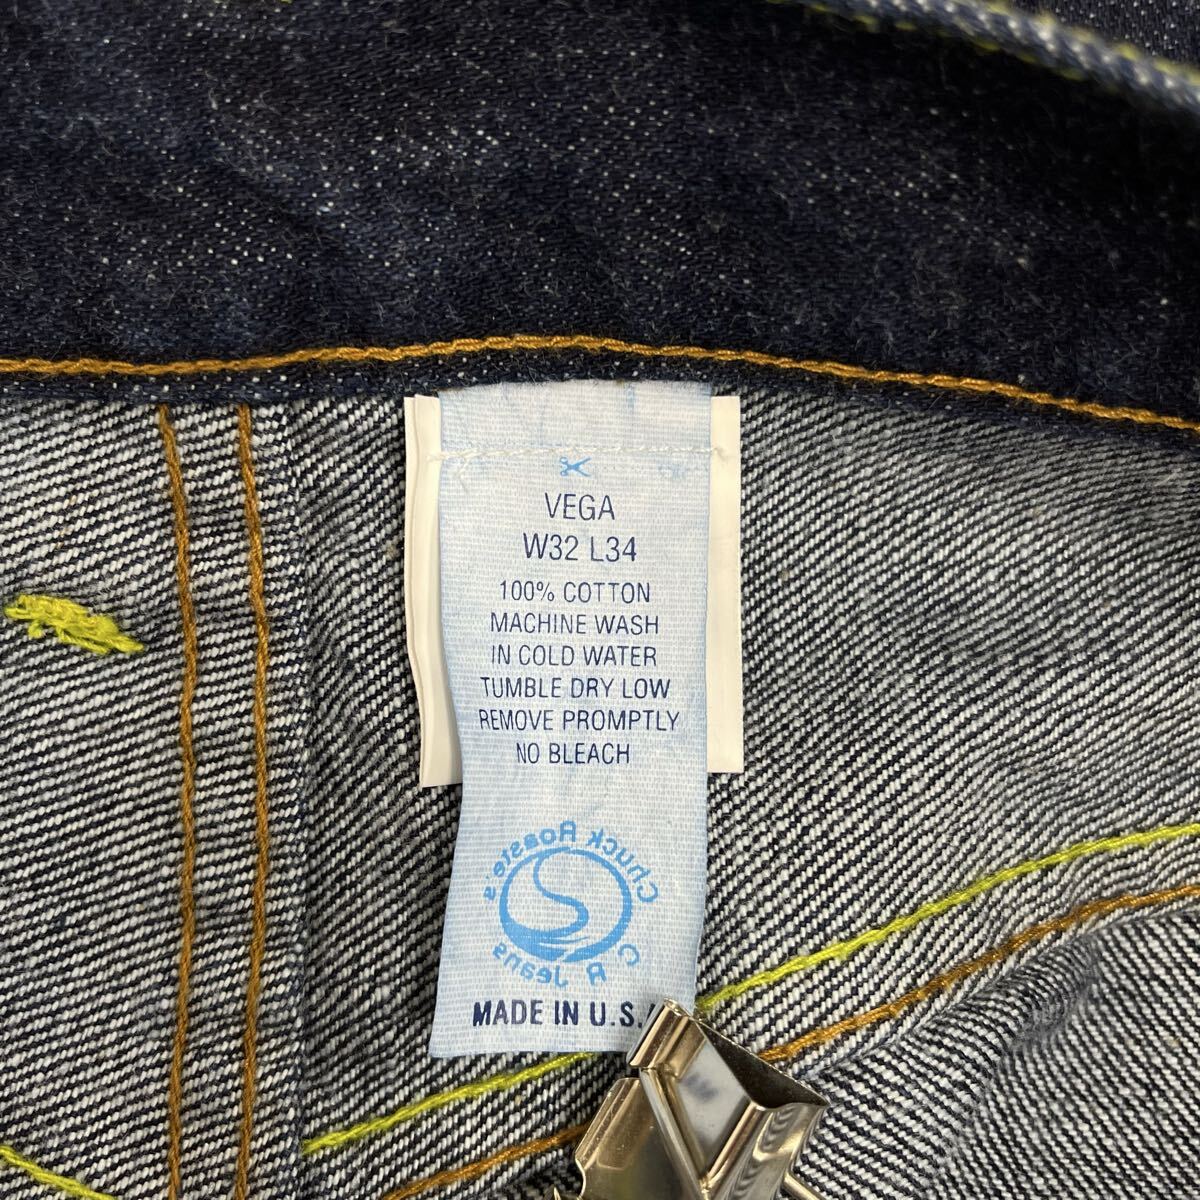 VEGA
W32 L34
100% COTTON
MACHINE WASH
IN COLD WATER
TUMBLE DRY LOW
REMOVE PROMPTLY
NO BLEACH
Chuck Roaste's
C R Jeans
MADE IN U.S.A